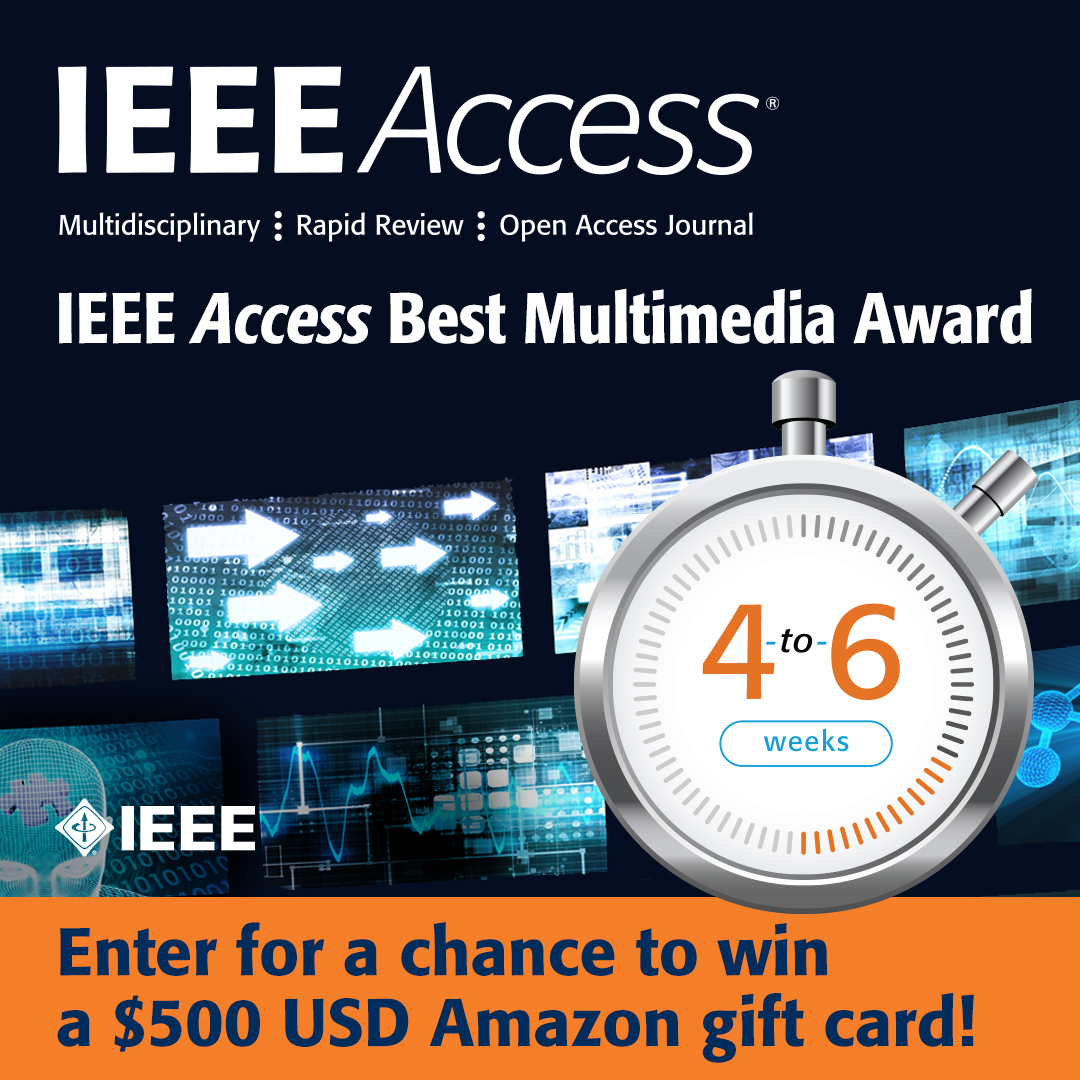 IEEE Access®
Multidisciplinary ⋮ Rapid Review ⋮ Open Access Journal
IEEE Access Best Multimedia Award
4-to-6
weeks
IEEE
Enter for a chance to win
a $500 USD Amazon gift card!